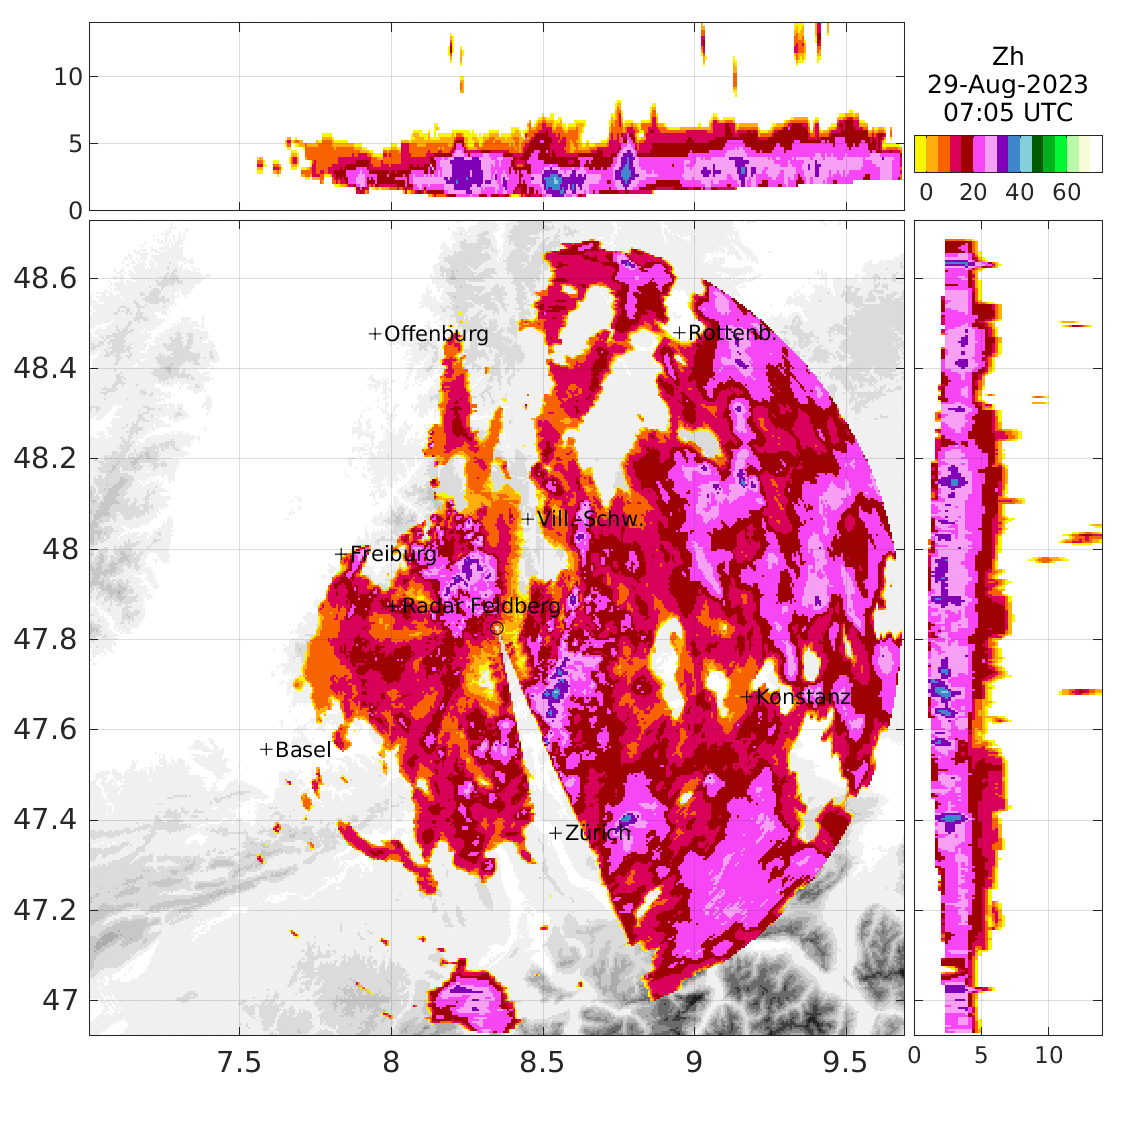 10
5
0
Zh
29-Aug-2023
07:05 UTC
0 20 40 60
48.6
48.4
48.2
48
47.8
47.6
47.4
47.2
47
+Offenburg
+Rottenb.
+Vill.-Schw.
+Freiburg
+Radar Feldberg
+Konstanz
+Basel
+Zürich
7.5 8 8.5 9 9.5
0 5 10